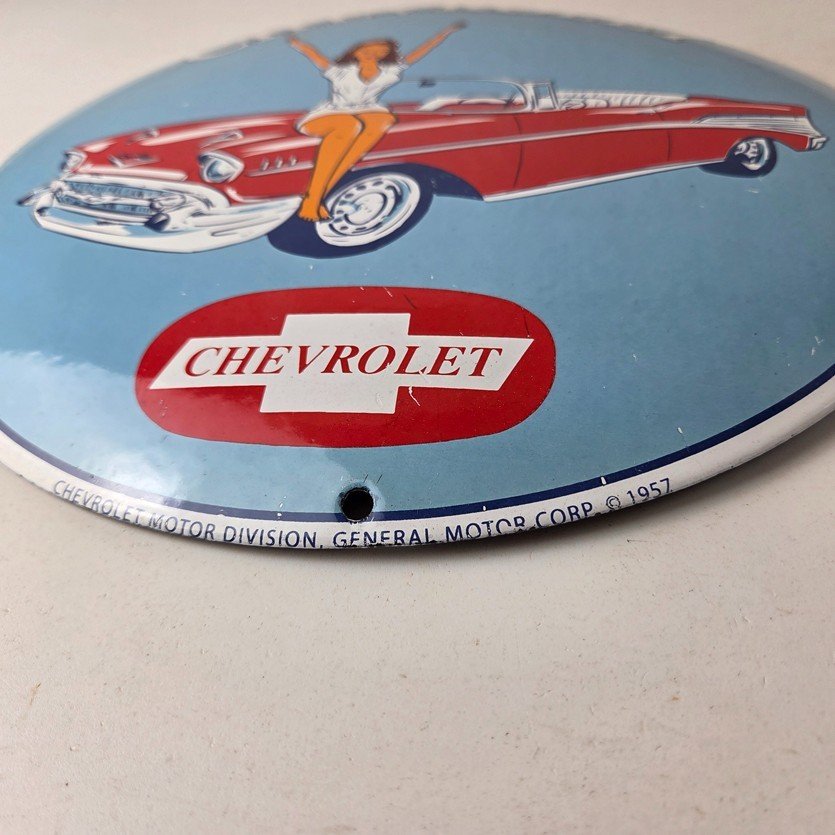 CHEVROLET
CHEVROLET MOTOR DIVISION, GENERAL MOTOR CORP. © 1957